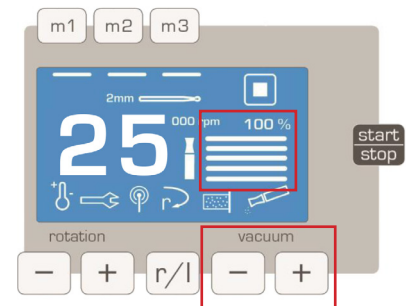 m1 m2 m3
2mm
25 000 rpm 100 %
start
stop
rotation vacuum
− + r/l − +